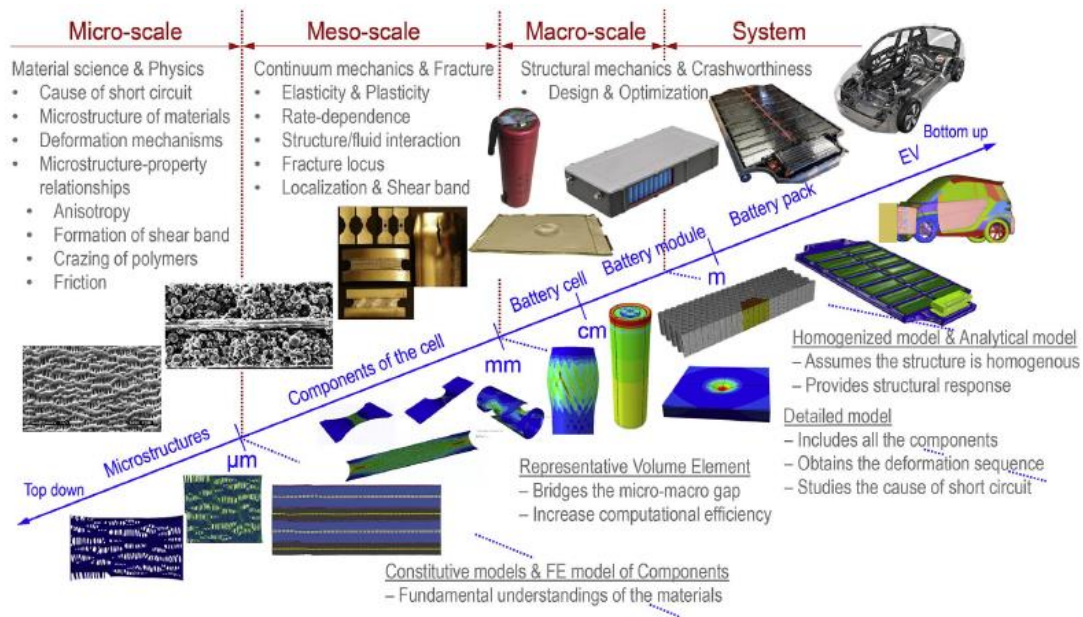 Micro-scale
Meso-scale
Macro-scale
System
Material science & Physics
• Cause of short circuit
• Microstructure of materials
• Deformation mechanisms
• Microstructure-property
relationships
• Anisotropy
• Formation of shear band
• Crazing of polymers
• Friction
Continuum mechanics & Fracture
• Elasticity & Plasticity
• Rate-dependence
• Structure/fluid interaction
• Fracture locus
• Localization & Shear band
Structural mechanics & Crashworthiness
• Design & Optimization
Bottom up
EV
Battery pack
Battery module
m
Battery cell
cm
mm
Components of the cell
µm
Microstructures
Top down
Homogenized model & Analytical model
– Assumes the structure is homogenous
– Provides structural response
Detailed model
– Includes all the components
– Obtains the deformation sequence
– Studies the cause of short circuit
Representative Volume Element
– Bridges the micro-macro gap
– Increase computational efficiency
Constitutive models & FE model of Components
– Fundamental understandings of the materials